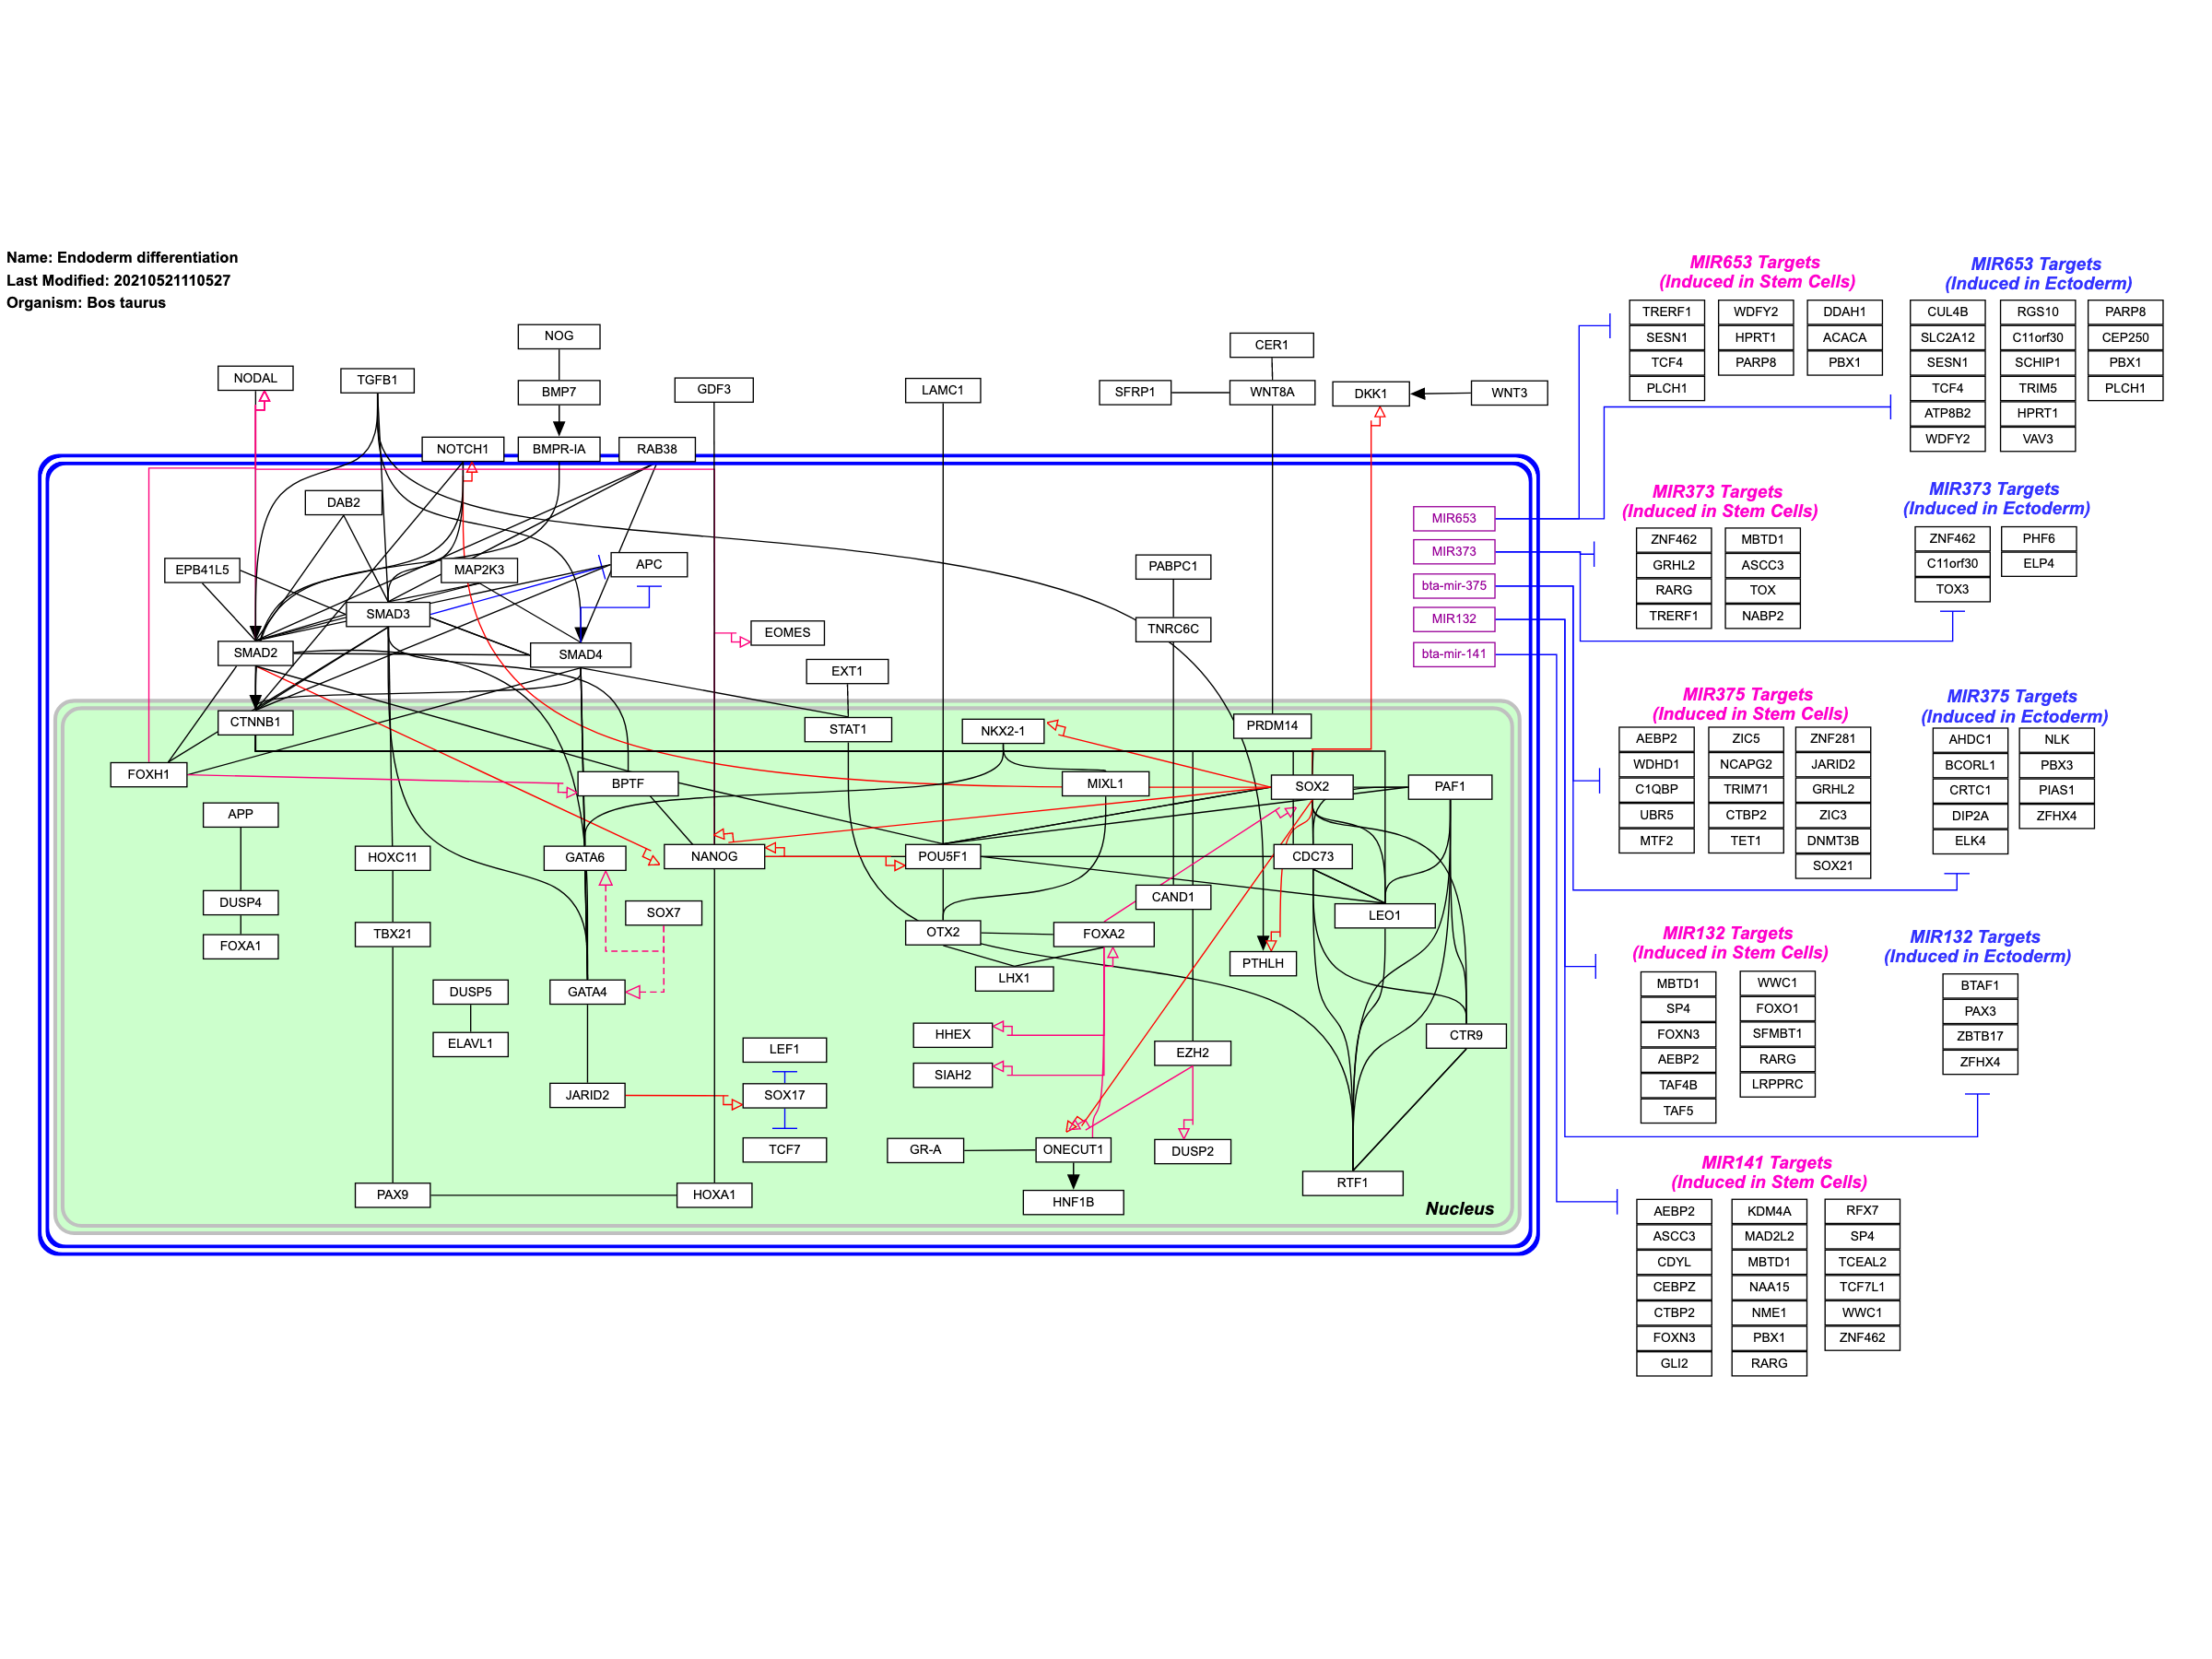 Name: Endoderm differentiation
Last Modified: 20210521110527
Organism: Bos taurus
NOG
CER1
NODAL
TGFB1
BMP7
GDF3
LAMC1
SFRP1
WNT8A
DKK1
WNT3
NOTCH1
BMPR-IA
RAB38
DAB2
EPB41L5
MAP2K3
APC
PABPC1
SMAD3
EOMES
TNRC6C
SMAD2
SMAD4
EXT1
CTNNB1
STAT1
NKX2-1
PRDM14
FOXH1
BPTF
MIXL1
SOX2
PAF1
APP
HOXC11
GATA6
NANOG
POU5F1
CDC73
DUSP4
SOX7
CAND1
LEO1
FOXA1
TBX21
OTX2
FOXA2
LHX1
PTHLH
DUSP5
GATA4
ELAVL1
HHEX
CTR9
LEF1
EZH2
SIAH2
JARID2
SOX17
TCF7
GR-A
ONECUT1
DUSP2
PAX9
HOXA1
HNF1B
RTF1
Nucleus
MIR653
MIR373
bta-mir-375
MIR132
bta-mir-141
MIR653 Targets
(Induced in Stem Cells)
TRERF1
SESN1
TCF4
PLCH1
WDFY2
HPRT1
PARP8
DDAH1
ACACA
PBX1
MIR653 Targets
(Induced in Ectoderm)
CUL4B
SLC2A12
SESN1
TCF4
ATP8B2
WDFY2
RGS10
C11orf30
SCHIP1
TRIM5
HPRT1
VAV3
PARP8
CEP250
PBX1
PLCH1
MIR373 Targets
(Induced in Stem Cells)
ZNF462
GRHL2
RARG
TRERF1
MBTD1
ASCC3
TOX
NABP2
MIR373 Targets
(Induced in Ectoderm)
ZNF462
C11orf30
TOX3
PHF6
ELP4
MIR375 Targets
(Induced in Stem Cells)
AEBP2
WDHD1
C1QBP
UBR5
MTF2
ZIC5
NCAPG2
TRIM71
CTBP2
TET1
ZNF281
JARID2
GRHL2
ZIC3
DNMT3B
SOX21
MIR375 Targets
(Induced in Ectoderm)
AHDC1
BCORL1
CRTC1
DIP2A
ELK4
NLK
PBX3
PIAS1
ZFHX4
MIR132 Targets
(Induced in Stem Cells)
MBTD1
SP4
FOXN3
AEBP2
TAF4B
TAF5
WWC1
FOXO1
SFMBT1
RARG
LRPPRC
MIR132 Targets
(Induced in Ectoderm)
BTAF1
PAX3
ZBTB17
ZFHX4
MIR141 Targets
(Induced in Stem Cells)
AEBP2
ASCC3
CDYL
CEBPZ
CTBP2
FOXN3
GLI2
KDM4A
MAD2L2
MBTD1
NAA15
NME1
PBX1
RARG
RFX7
SP4
TCEAL2
TCF7L1
WWC1
ZNF462